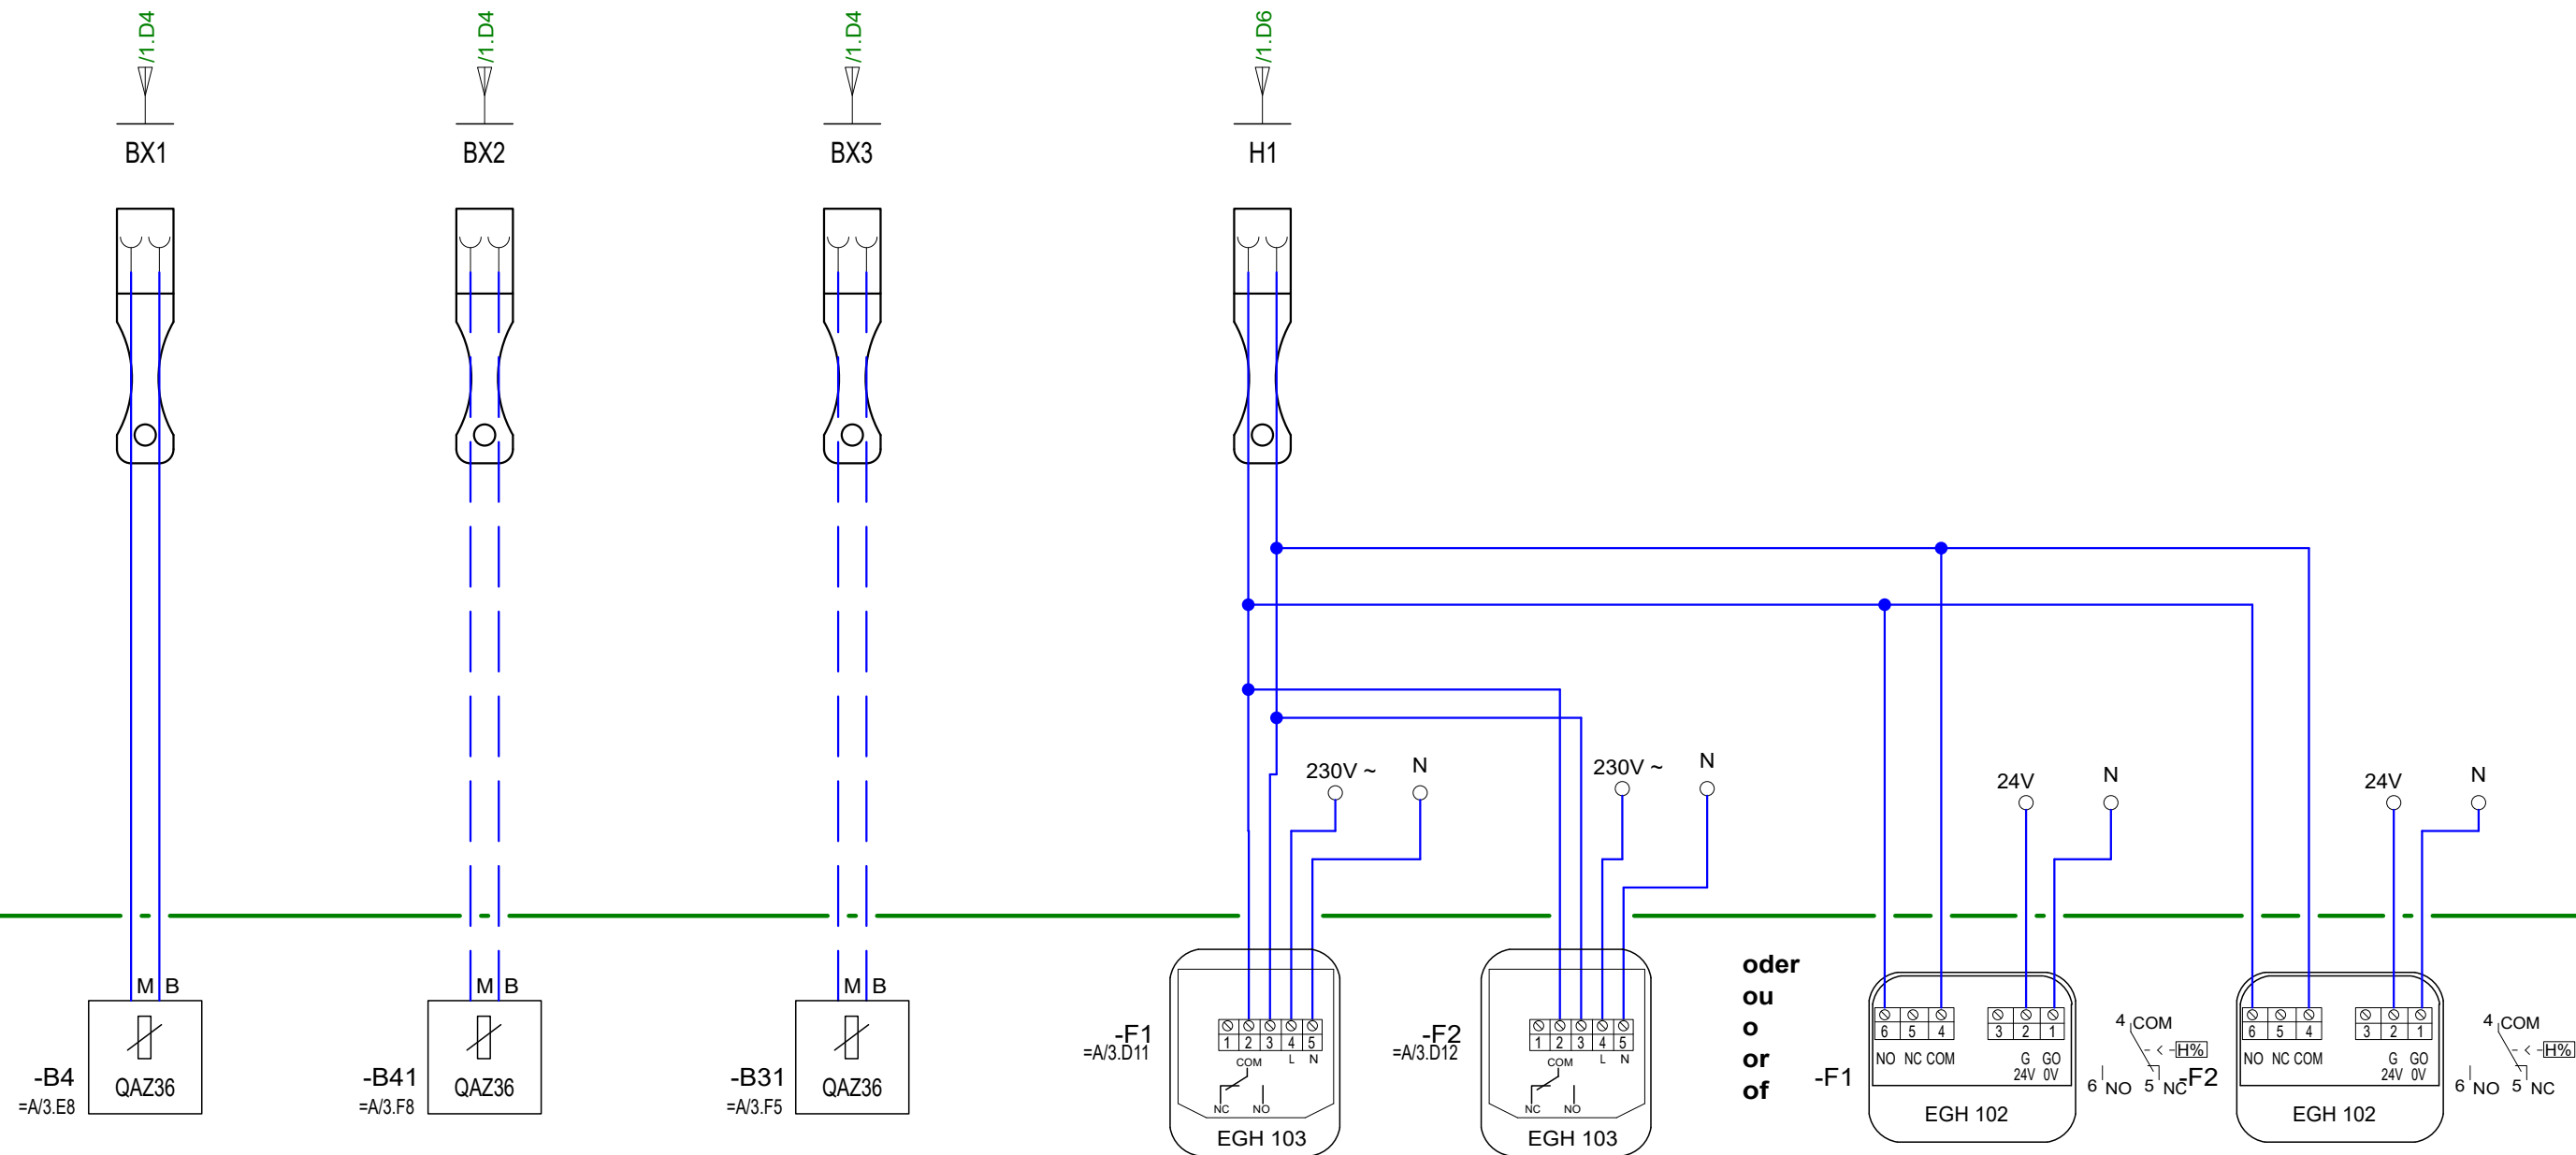 /1.D4 /1.D4 /1.D4 /1.D6
BX1 BX2 BX3 H1
230V ~ N 230V ~ N 24V N 24V N
M B M B M B
-B4
=A/3.E8
QAZ36
-B41
=A/3.F8
QAZ36
-B31
=A/3.F5
QAZ36
-F1
=A/3.D11
1 2 3 4 5
COM L N
NC NO
EGH 103
-F2
=A/3.D12
1 2 3 4 5
COM L N
NC NO
EGH 103
oder
ou
o
or
of
-F1
6 5 4 3 2 1
NO NC COM G GO
24V 0V
EGH 102
4 COM
H%
6 NO 5 NC
-F2
6 5 4 3 2 1
NO NC COM G GO
24V 0V
EGH 102
4 COM
H%
6 NO 5 NC